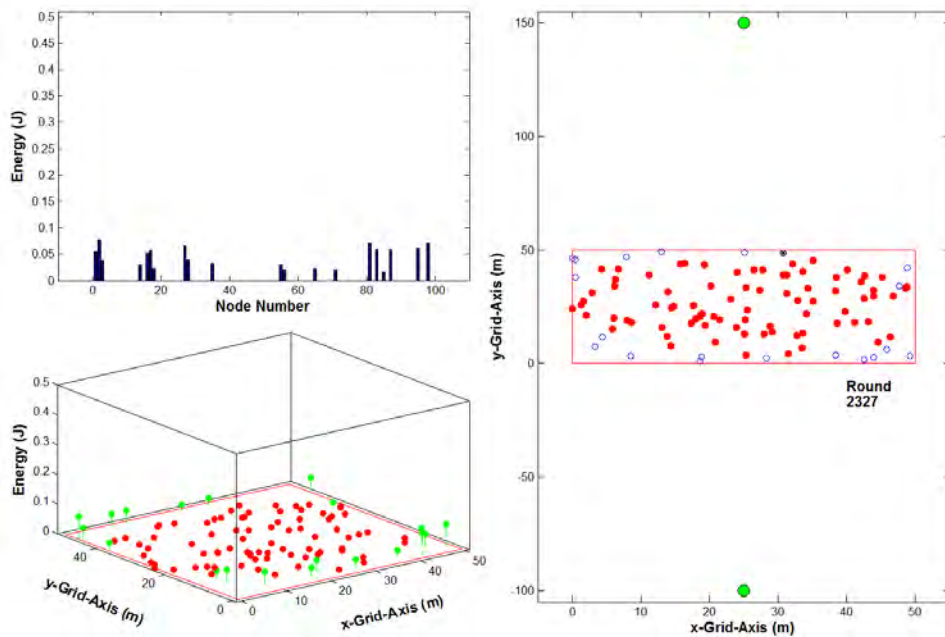 0.5
0.45
0.4
0.35
0.3
0.25
0.2
0.15
0.1
0.05
0
Energy (J)
0 20 40 60 80 100
Node Number
0.5
0.4
0.3
0.2
0.1
0
Energy (J)
40
20
0
y-Grid-Axis (m)
0 10 20 30 40 50
x-Grid-Axis (m)
150
100
50
0
-50
-100
y-Grid-Axis (m)
Round
2327
0 10 20 30 40 50
x-Grid-Axis (m)